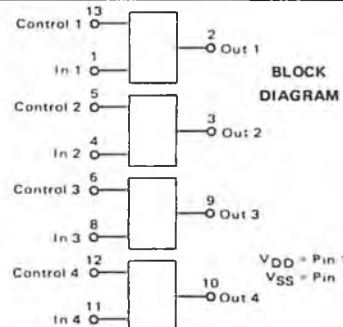 13
Control 1
2
Out 1
1
In 1
BLOCK
DIAGRAM
5
Control 2
3
Out 2
4
In 2
6
Control 3
9
Out 3
8
In 3
12
Control 4
VDD = Pin
VSS = Pin
10
Out 4
11
In 4